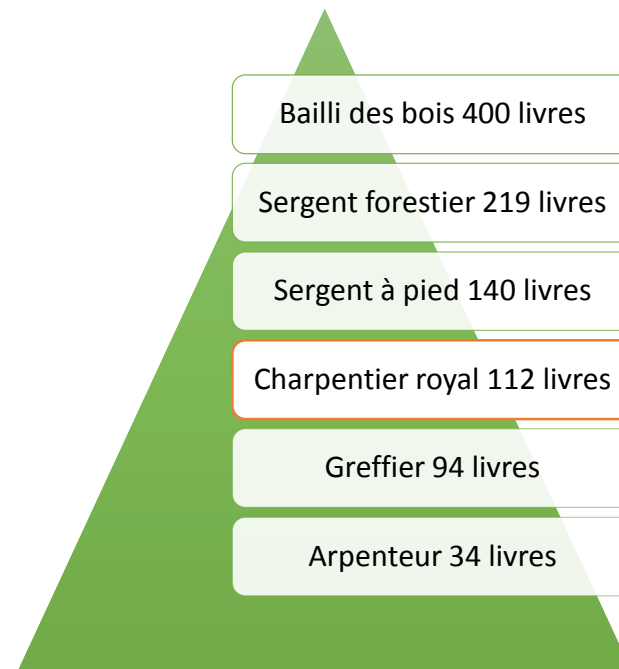 Bailli des bois 400 livres
Sergent forestier 219 livres
Sergent à pied 140 livres
Charpentier royal 112 livres
Greffier 94 livres
Arpenteur 34 livres